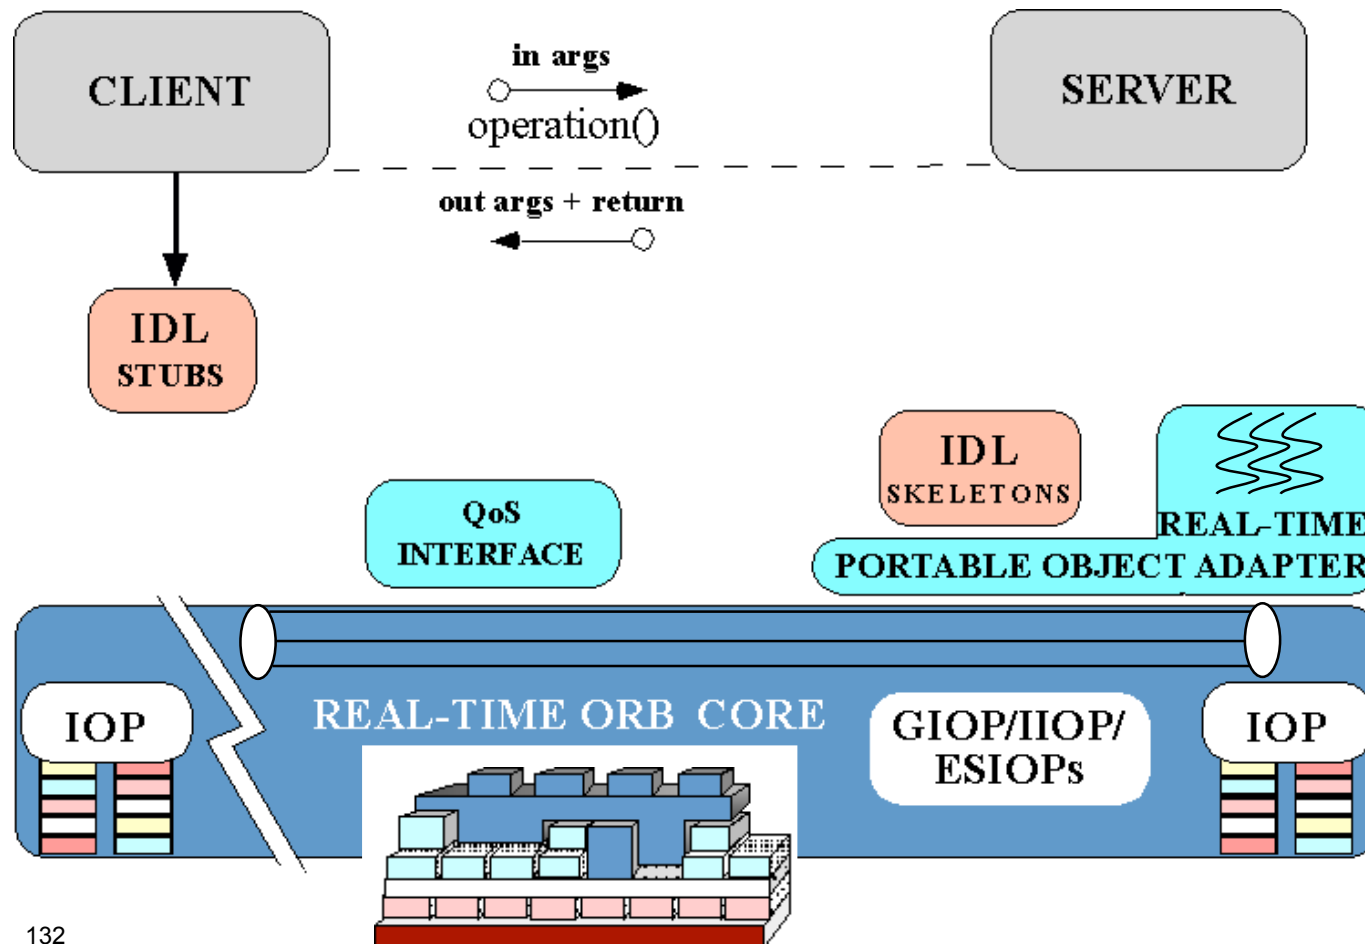 CLIENT
in args
operation()
SERVER
out args + return
IDL
STUBS
IDL
SKELETONS
QoS
INTERFACE
REAL-TIME
PORTABLE OBJECT ADAPTER
IOP
REAL-TIME ORB CORE
GIOP/IIOP/
ESIOPs
IOP
132